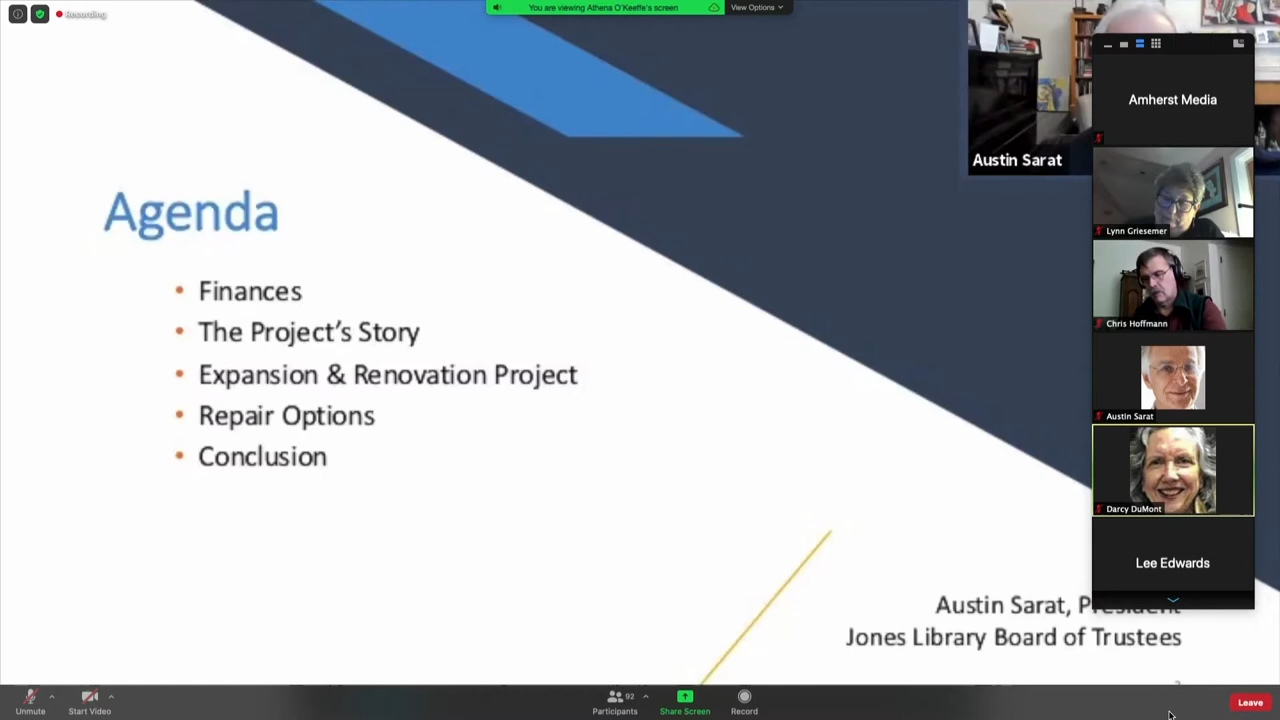 Recording
You are viewing Athena O'Keeffe's screen
View Options
Austin Sarat
Amherst Media
Lynn Griesemer
Chris Hoffmann
Austin Sarat
Darcy DuMont
Lee Edwards
Agenda
• Finances
• The Project's Story
• Expansion & Renovation Project
• Repair Options
• Conclusion
Austin Sarat, President
Jones Library Board of Trustees
Unmute
Start Video
92
Participants
Share Screen
Record
Leave